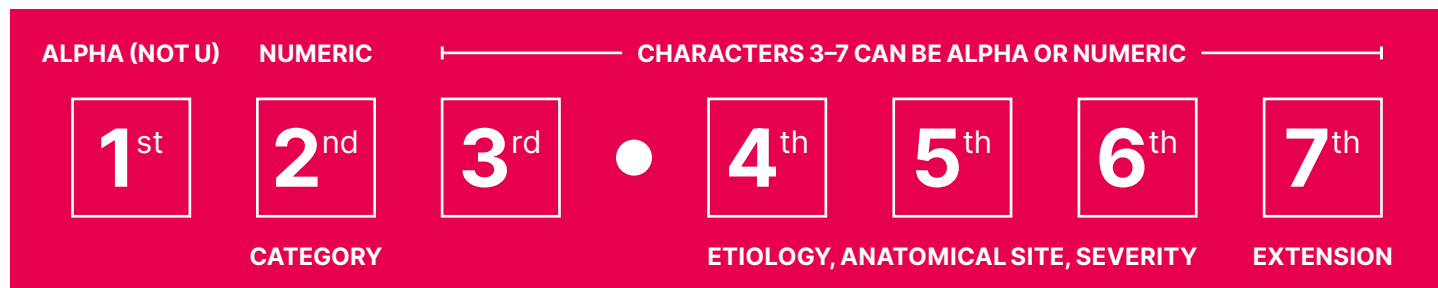 ALPHA (NOT U) NUMERIC CHARACTERS 3–7 CAN BE ALPHA OR NUMERIC
1st 2nd 3rd • 4th 5th 6th 7th
CATEGORY ETIOLOGY, ANATOMICAL SITE, SEVERITY EXTENSION